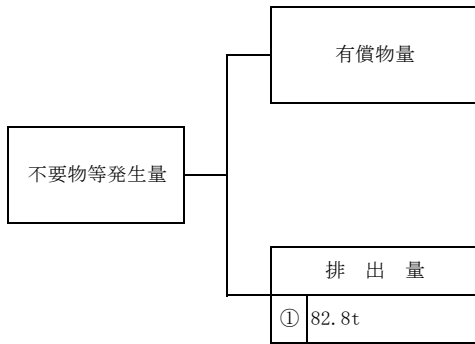 有償物量
不要物等発生量
排 出 量
① 82.8t